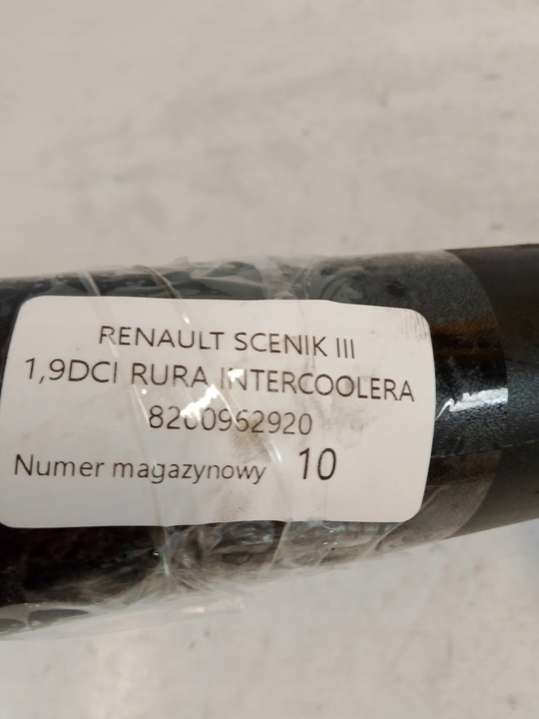 RENAULT SCENIK III
1,9DCI RURA INTERCOOLERA
8200962920
Numer magazynowy 10